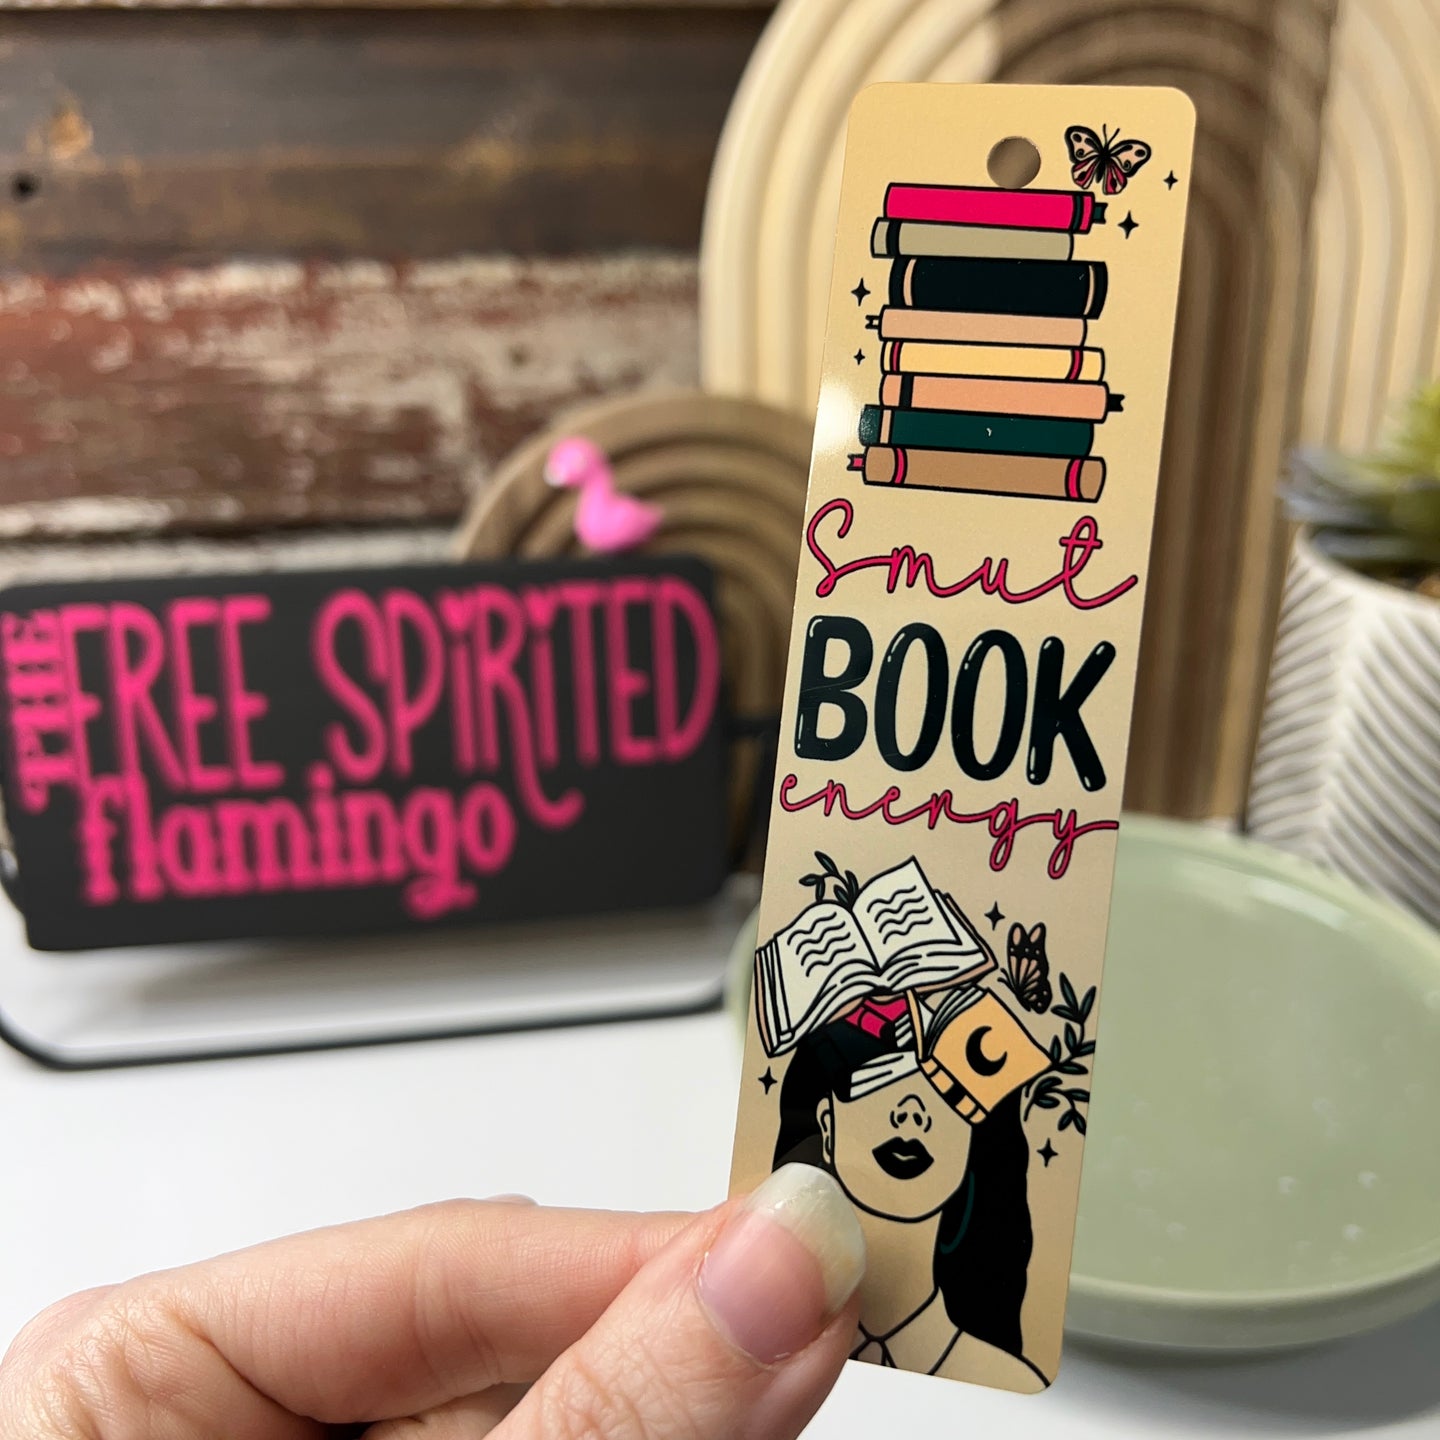 THE
FREE SPIRITED
flamingo
Smut
BOOK
energy